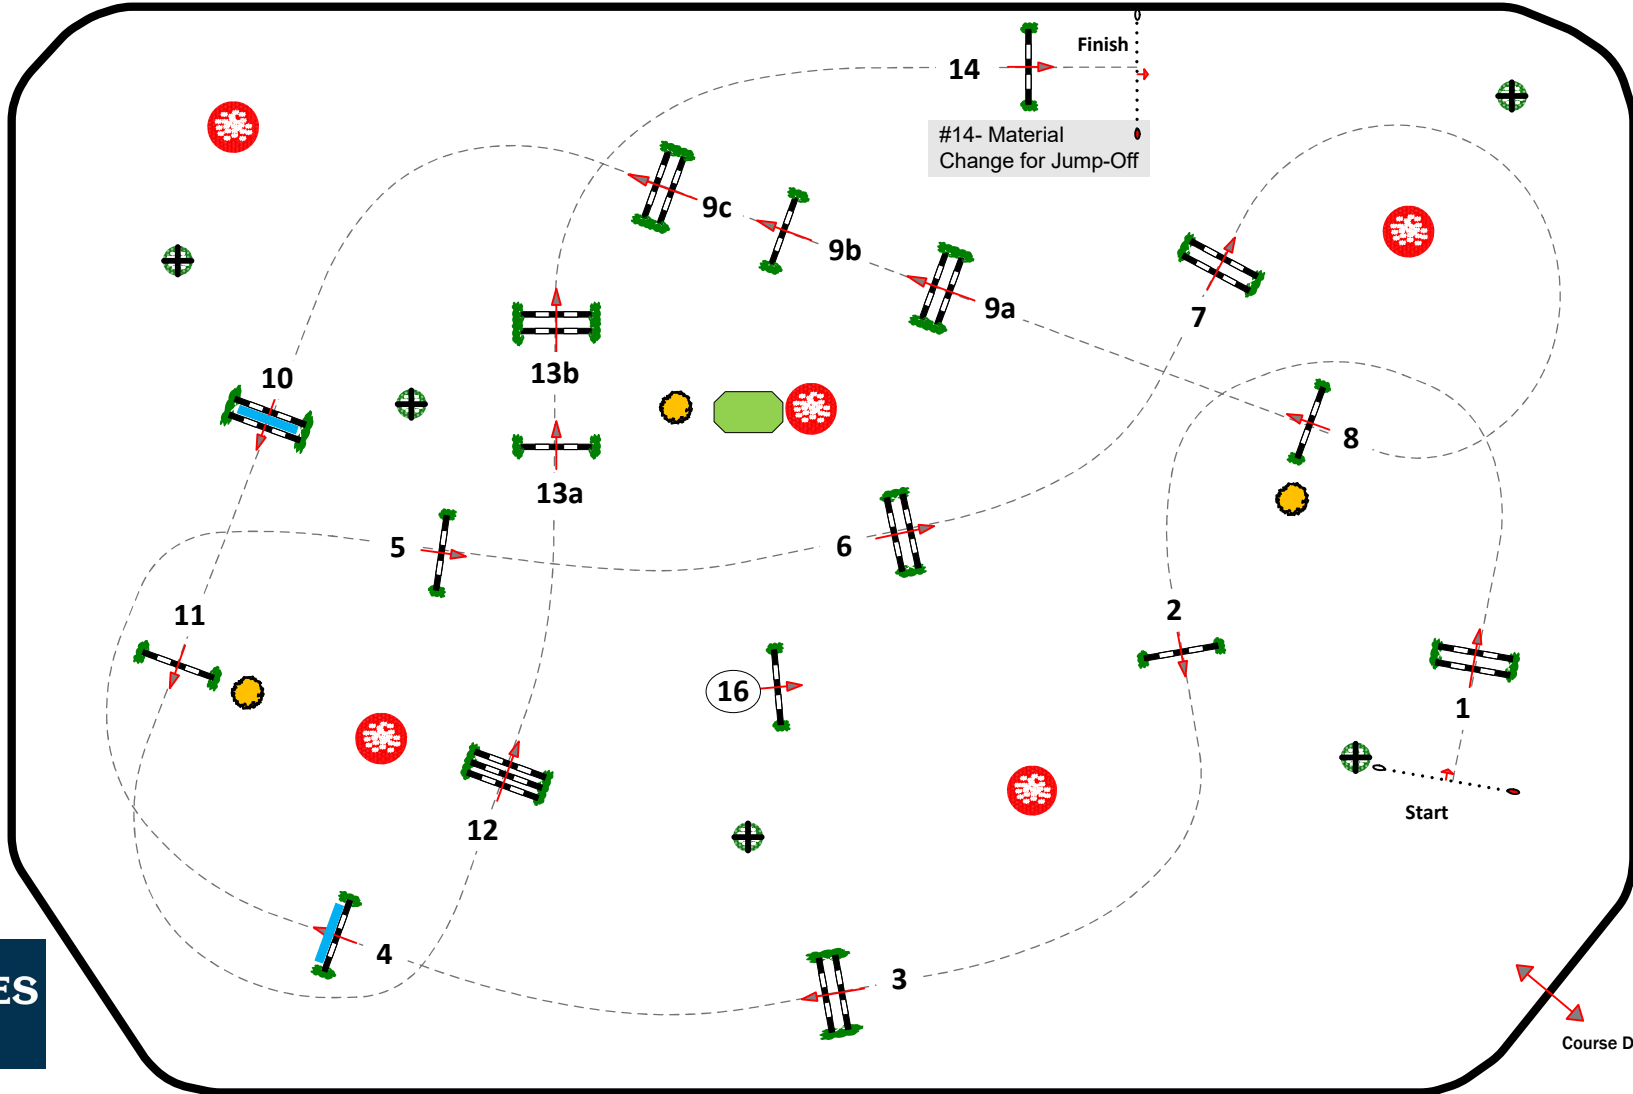 14
Finish
#14- Material
Change for Jump-Off
9c
9b
9a
7
10
13b
8
13a
5
6
11
2
16
1
12
Start
4
3
ES
Course D